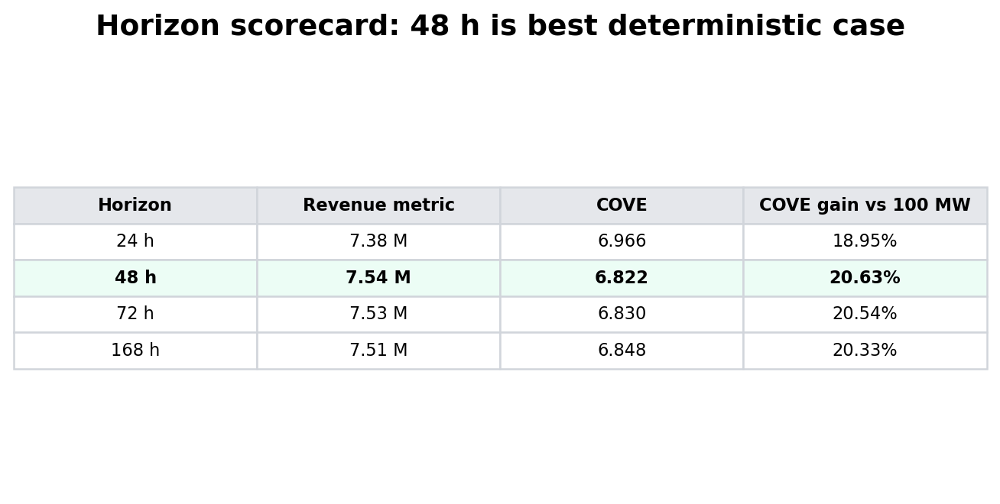 Horizon scorecard: 48 h is best deterministic case
Horizon Revenue metric COVE COVE gain vs 100 MW
24 h 7.38 M 6.966 18.95%
48 h 7.54 M 6.822 20.63%
72 h 7.53 M 6.830 20.54%
168 h 7.51 M 6.848 20.33%